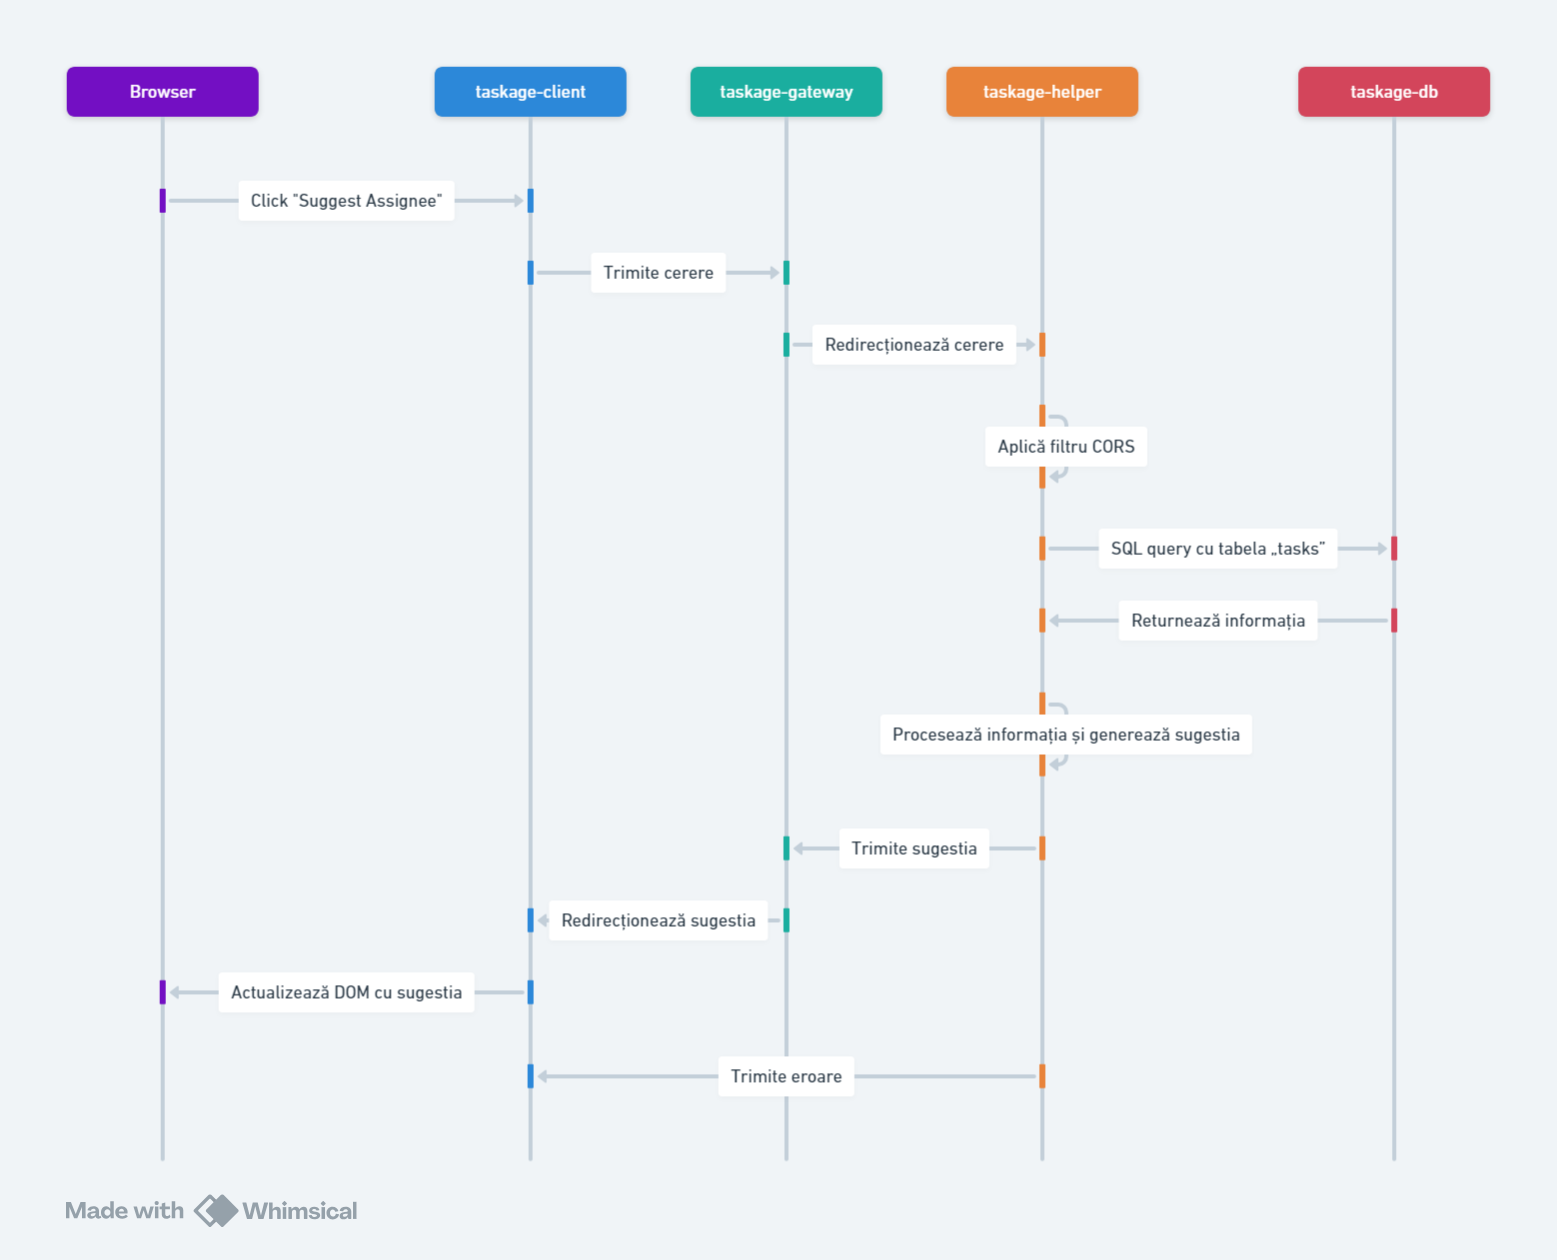 Browser
taskage-client
taskage-gateway
taskage-helper
taskage-db
Click "Suggest Assignee"
Trimite cerere
Redirecționează cerere
Aplică filtru CORS
SQL query cu tabela „tasks”
Returnează informația
Procesează informația și generează sugestia
Trimite sugestia
Redirecționează sugestia
Actualizează DOM cu sugestia
Trimite eroare
Made with Whimsical